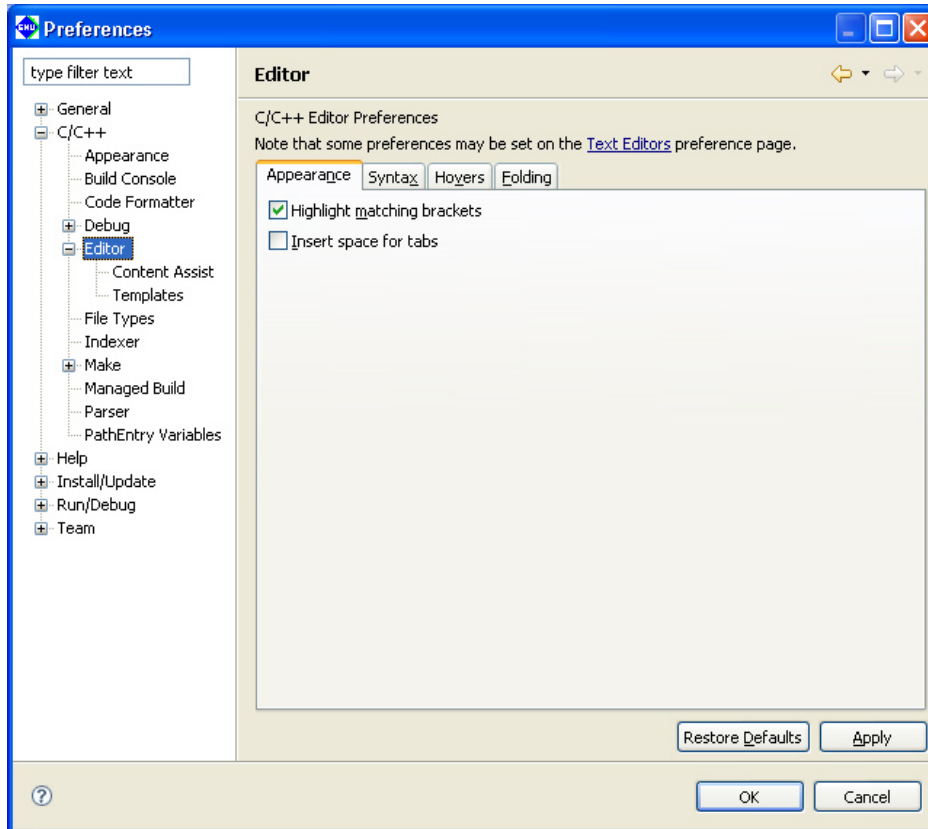 Preferences
type filter text
General
C/C++
Appearance
Build Console
Code Formatter
Debug
Editor
Content Assist
Templates
File Types
Indexer
Make
Managed Build
Parser
PathEntry Variables
Help
Install/Update
Run/Debug
Team
Editor
C/C++ Editor Preferences
Note that some preferences may be set on the Text Editors preference page.
Appearance Syntax Hovers Folding
Highlight matching brackets
Insert space for tabs
Restore Defaults Apply
? OK Cancel